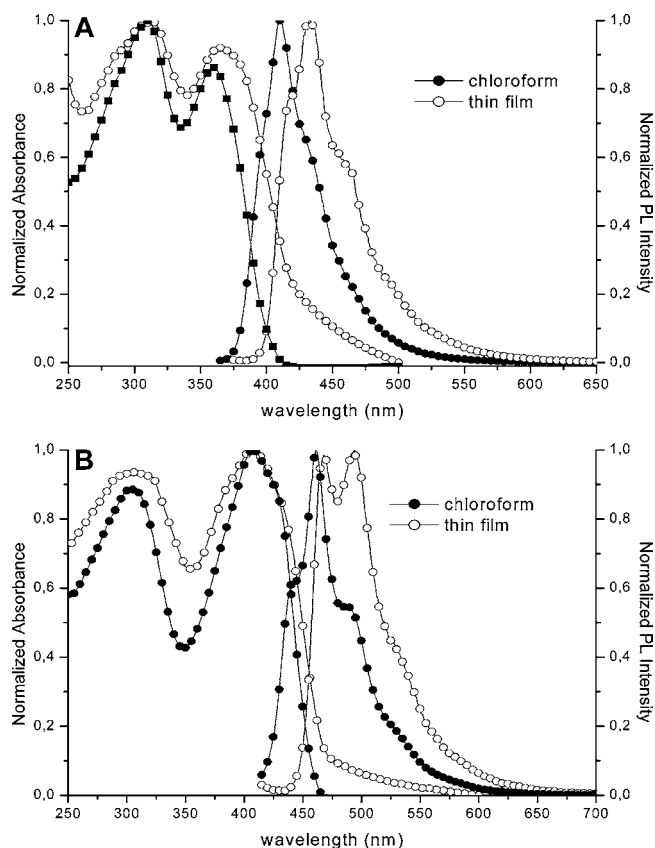 A
1,0
0,8
0,6
0,4
0,2
0,0
Normalized Absorbance
chloroform
thin film
1,0
0,8
0,6
0,4
0,2
0,0
Normalized PL Intensity
250 300 350 400 450 500 550 600 650
wavelength (nm)
B
1,0
0,8
0,6
0,4
0,2
0,0
Normalized Absorbance
chloroform
thin film
1,0
0,8
0,6
0,4
0,2
0,0
Normalized PL Intensity
250 300 350 400 450 500 550 600 650 700
wavelength (nm)